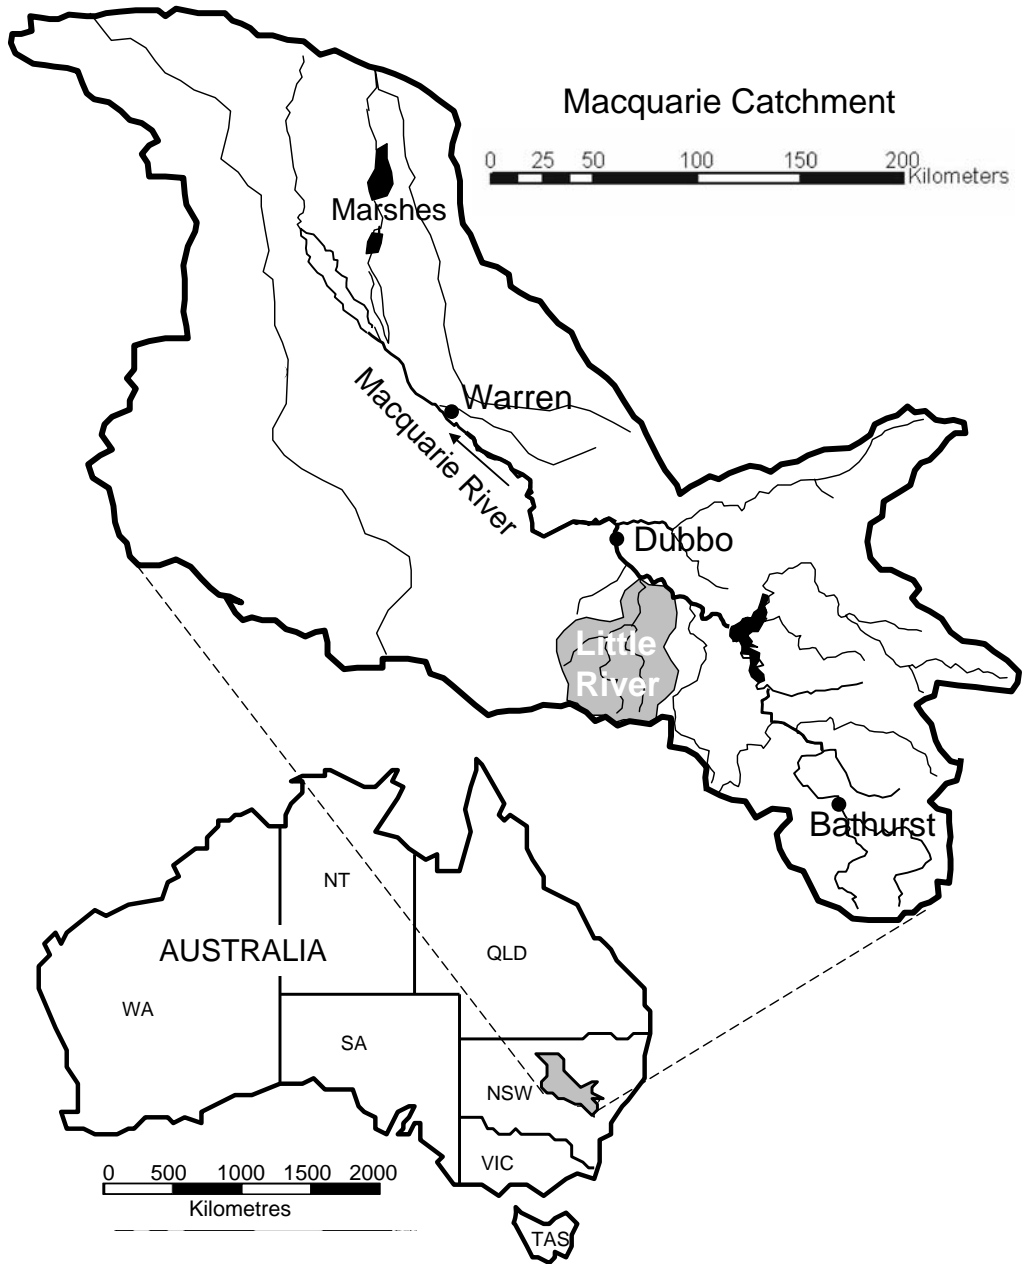 Macquarie Catchment
0 25 50 100 150 200
Kilometers
Marshes
Warren
Macquarie River
Dubbo
Little
River
Bathurst
NT
AUSTRALIA
QLD
WA
SA
NSW
VIC
0 500 1000 1500 2000
Kilometres
TAS